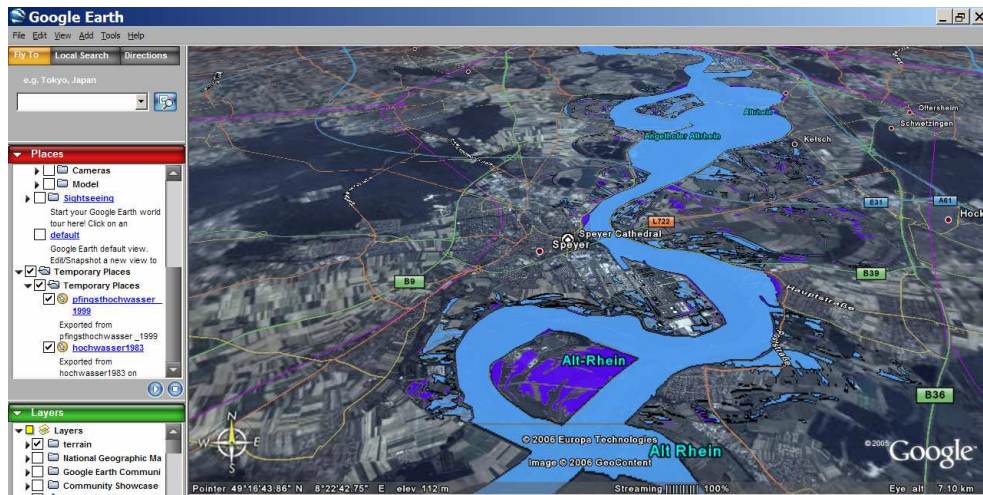 Google Earth
File Edit View Add Tools Help
Fly To Local Search Directions
e.g. Tokyo, Japan
Places
Cameras
Model
Sightseeing
Start your Google Earth world
tour here! Click on an
default
Google Earth default view.
Edit/Snapshot a new view to
Temporary Places
Temporary Places
pfingsthochwasser_
1999
Exported from
pfingsthochwasser _1999
hochwasser1983
Exported from
hochwasser1983 on
Layers
Layers
terrain
National Geographic Ma
Google Earth Communi
Community Showcase
Altrhein
Angelhofer Altrhein
Oftersheim
Schwetzingen
Ketsch
E31
A61
L722
Hock
Speyer Cathedral
Speyer
B9
B39
Hauptstraße
Alt-Rhein
B36
N
W E
S
© 2006 Europa Technologies
Image © 2006 GeoContent
Alt Rhein
©2005 Google™
Pointer 49°16'43.86" N 8°22'42.75" E elev 112 m Streaming 100% Eye alt 7.10 km